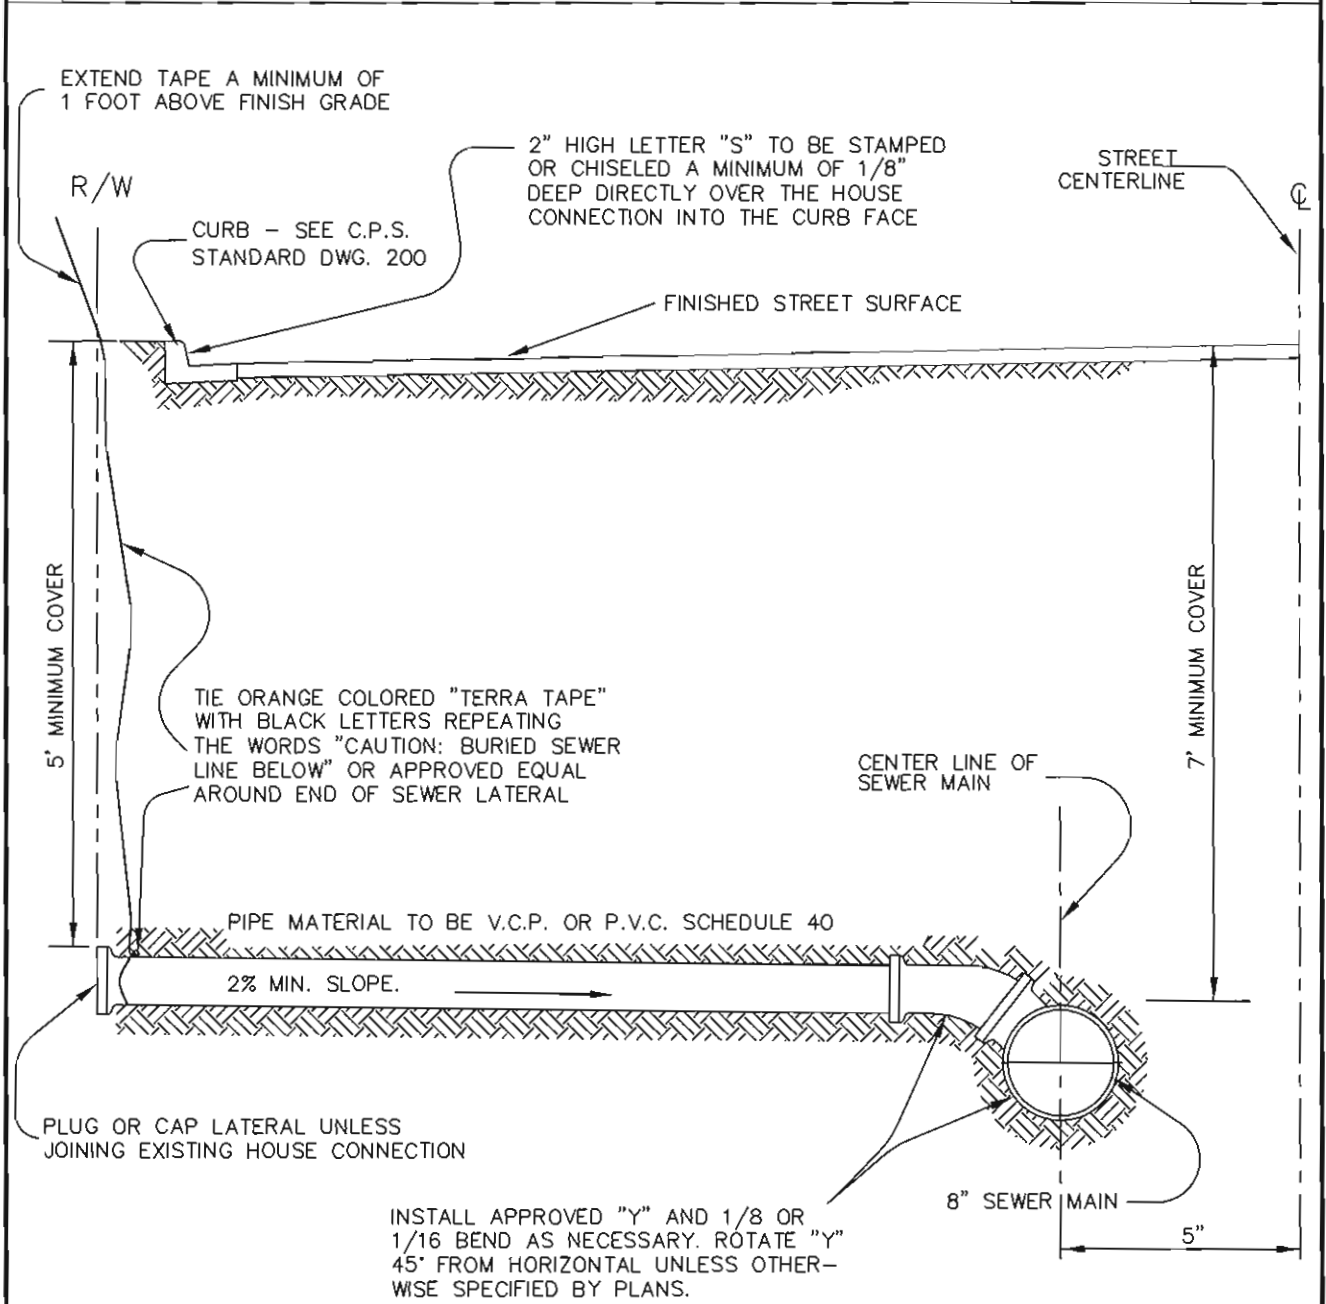 EXTEND TAPE A MINIMUM OF
1 FOOT ABOVE FINISH GRADE
2" HIGH LETTER "S" TO BE STAMPED
OR CHISELED A MINIMUM OF 1/8"
DEEP DIRECTLY OVER THE HOUSE
CONNECTION INTO THE CURB FACE
STREET
CENTERLINE
R/W
℄
CURB - SEE C.P.S.
STANDARD DWG. 200
FINISHED STREET SURFACE
5' MINIMUM COVER
7' MINIMUM COVER
TIE ORANGE COLORED "TERRA TAPE"
WITH BLACK LETTERS REPEATING
THE WORDS "CAUTION: BURIED SEWER
LINE BELOW" OR APPROVED EQUAL
AROUND END OF SEWER LATERAL
CENTER LINE OF
SEWER MAIN
PIPE MATERIAL TO BE V.C.P. OR P.V.C. SCHEDULE 40
2% MIN. SLOPE.
PLUG OR CAP LATERAL UNLESS
JOINING EXISTING HOUSE CONNECTION
8" SEWER MAIN
INSTALL APPROVED "Y" AND 1/8 OR
1/16 BEND AS NECESSARY. ROTATE "Y"
45° FROM HORIZONTAL UNLESS OTHER-
WISE SPECIFIED BY PLANS.
5"